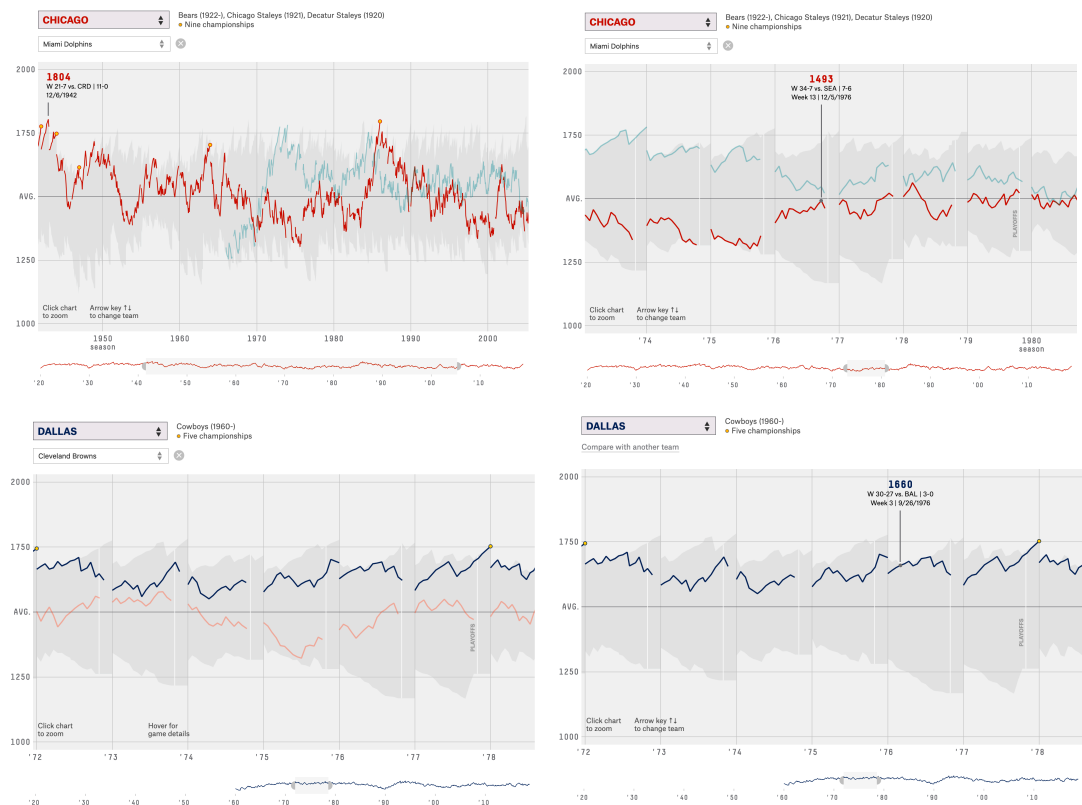 CHICAGO
Bears (1922-), Chicago Staleys (1921), Decatur Staleys (1920)
Nine championships
Miami Dolphins
2000
1750
AVG.
1250
1000
1804
W 21-7 vs. CRD | 11-0
12/6/1942
Click chart
to zoom
Arrow key ↑↓
to change team
1950
season
1960
1970
1980
1990
2000
'20
'30
'40
'50
'60
'70
'80
'90
'00
'10
CHICAGO
Bears (1922-), Chicago Staleys (1921), Decatur Staleys (1920)
Nine championships
Miami Dolphins
2000
1750
AVG.
1250
1000
1493
W 34-7 vs. SEA | 7-6
Week 13 | 12/5/1976
PLAYOFFS
Click chart
to zoom
Arrow key ↑↓
to change team
'74
'75
'76
'77
'78
'79
1980
season
'20
'30
'40
'50
'60
'70
'80
'90
'00
'10
DALLAS
Cowboys (1960-)
Five championships
Cleveland Browns
2000
1750
AVG.
1250
1000
PLAYOFFS
Click chart
to zoom
Hover for
game details
'72
'73
'74
'75
'76
'77
'78
'20
'30
'40
'50
'60
'70
'80
'90
'00
'10
DALLAS
Cowboys (1960-)
Five championships
Compare with another team
2000
1750
AVG.
1250
1000
1660
W 30-27 vs. BAL | 3-0
Week 3 | 9/26/1976
PLAYOFFS
Click chart
to zoom
Arrow key ↑↓
to change team
'72
'73
'74
'75
'76
'77
'78
'20
'30
'40
'50
'60
'70
'80
'90
'00
'10